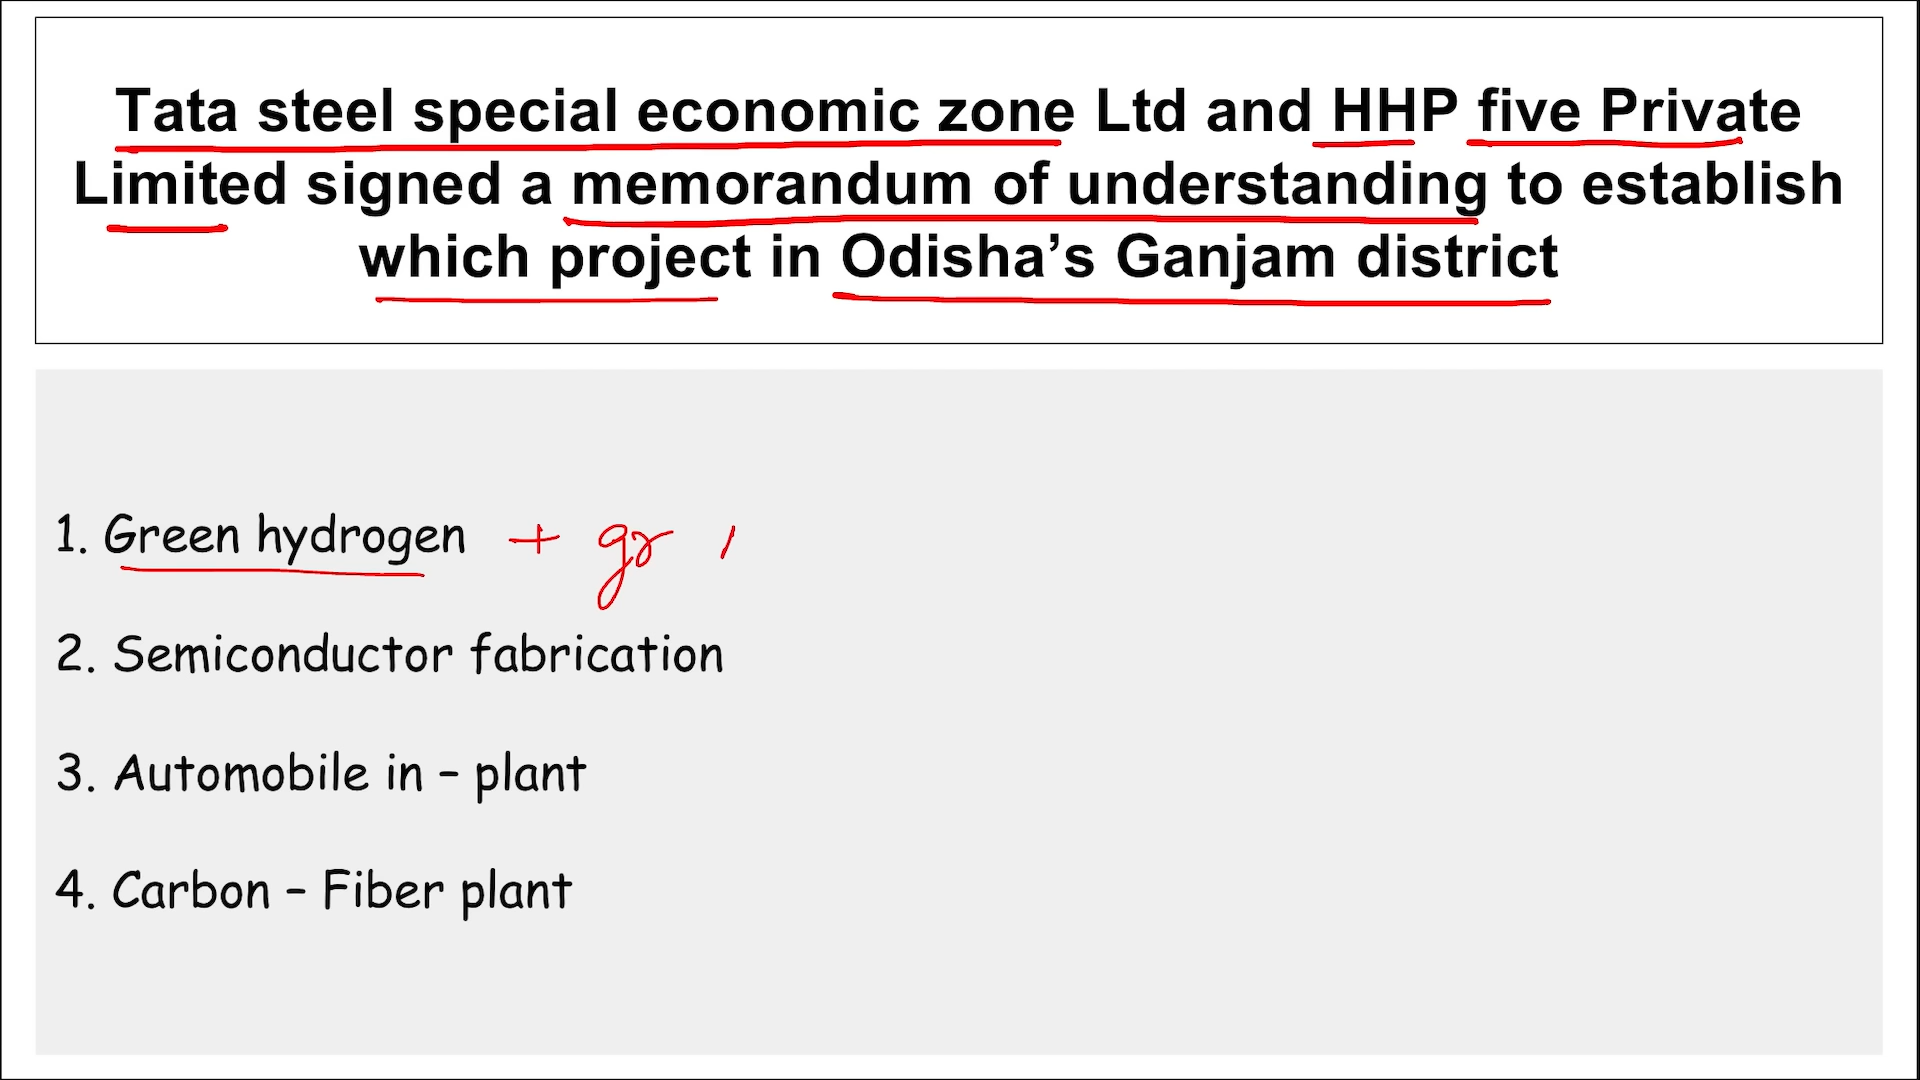 Tata steel special economic zone Ltd and HHP five Private
Limited signed a memorandum of understanding to establish
which project in Odisha’s Ganjam district
1. Green hydrogen + gr
2. Semiconductor fabrication
3. Automobile in – plant
4. Carbon – Fiber plant